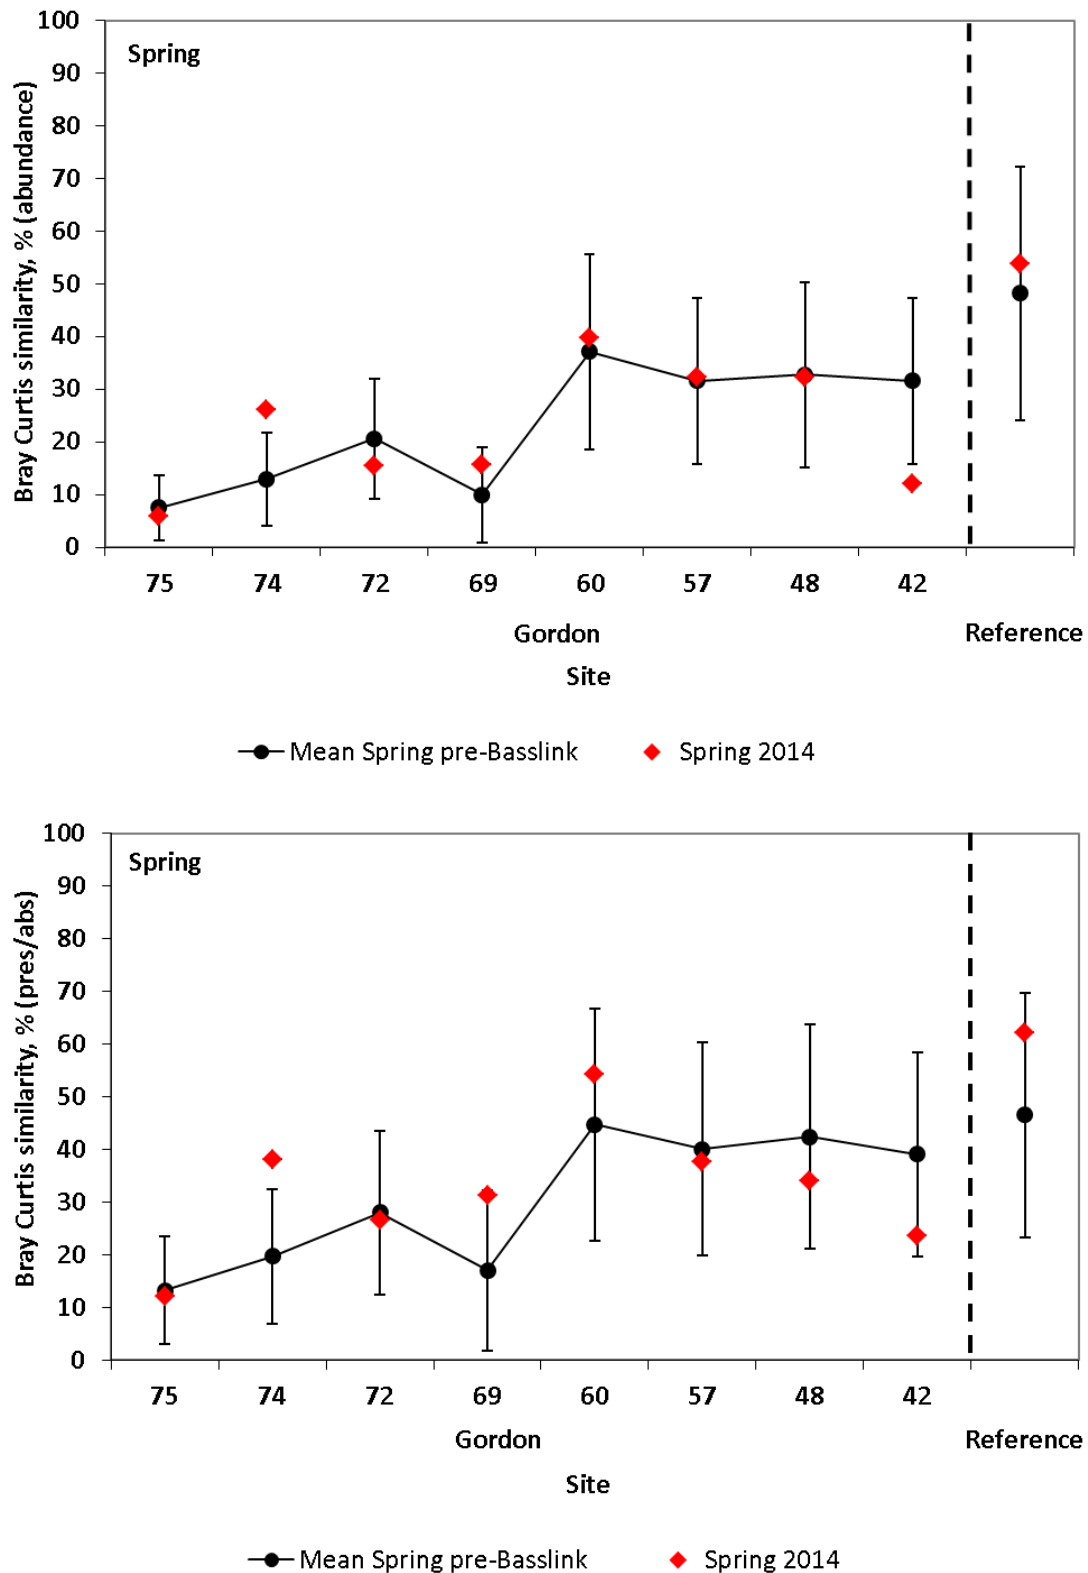 Spring
Bray Curtis similarity, % (abundance)
100
90
80
70
60
50
40
30
20
10
0
75 74 72 69 60 57 48 42
Gordon Reference
Site
Mean Spring pre-Basslink Spring 2014
Spring
Bray Curtis similarity, % (pres/abs)
100
90
80
70
60
50
40
30
20
10
0
75 74 72 69 60 57 48 42
Gordon Reference
Site
Mean Spring pre-Basslink Spring 2014